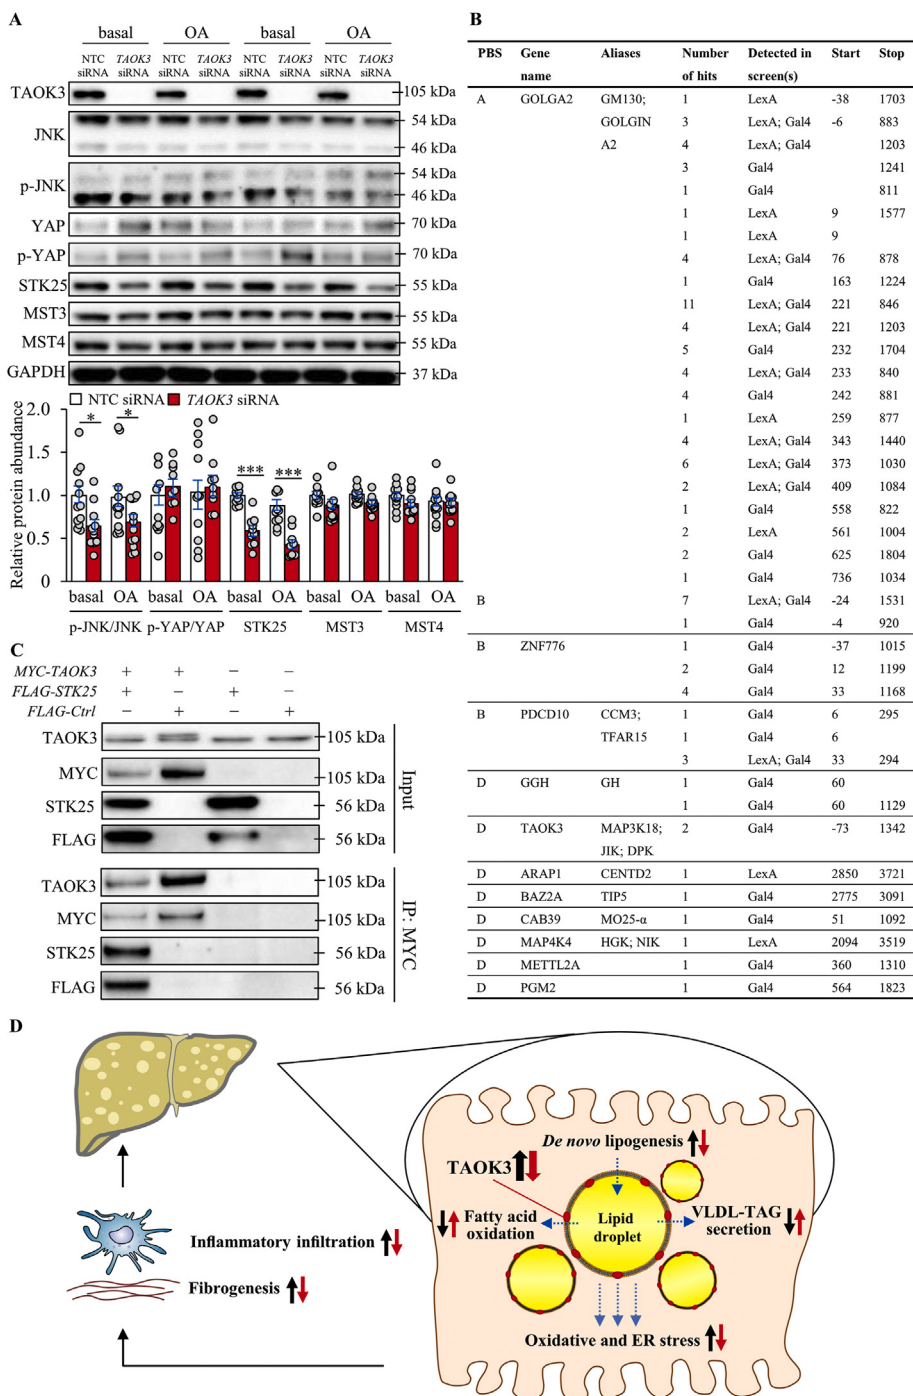 A
basal OA basal OA
NTC TAOK3 NTC TAOK3 NTC TAOK3 NTC TAOK3
siRNA siRNA siRNA siRNA siRNA siRNA siRNA siRNA
TAOK3 105 kDa
JNK 54 kDa
46 kDa
p-JNK 54 kDa
46 kDa
YAP 70 kDa
p-YAP 70 kDa
STK25 55 kDa
MST3 55 kDa
MST4 55 kDa
GAPDH 37 kDa
NTC siRNA TAOK3 siRNA
Relative protein abundance
2.0
1.5
1.0
0.5
0
* * *** ***
basal OA basal OA basal OA basal OA basal OA
p-JNK/JNK p-YAP/YAP STK25 MST3 MST4
B
PBS Gene Aliases Number Detected in Start Stop
name of hits screen(s)
A GOLGA2 GM130; 1 LexA -38 1703
GOLGIN 3 LexA; Gal4 -6 883
A2 4 LexA; Gal4 1203
3 Gal4 1241
1 Gal4 811
1 LexA 9 1577
1 LexA 9
4 LexA; Gal4 76 878
1 Gal4 163 1224
11 LexA; Gal4 221 846
4 LexA; Gal4 221 1203
5 Gal4 232 1704
4 LexA; Gal4 233 840
4 Gal4 242 881
1 LexA 259 877
4 LexA; Gal4 343 1440
6 LexA; Gal4 373 1030
2 LexA; Gal4 409 1084
1 Gal4 558 822
2 LexA 561 1004
2 Gal4 625 1804
1 Gal4 736 1034
B 7 LexA; Gal4 -24 1531
1 Gal4 -4 920
B ZNF776 1 Gal4 -37 1015
2 Gal4 12 1199
4 Gal4 33 1168
B PDCD10 CCM3; 1 Gal4 6 295
TFAR15 1 Gal4 6
3 LexA; Gal4 33 294
D GGH GH 1 Gal4 60
1 Gal4 60 1129
D TAOK3 MAP3K18; 2 Gal4 -73 1342
JIK; DPK
D ARAP1 CENTD2 1 LexA 2850 3721
D BAZ2A TIP5 1 Gal4 2775 3091
D CAB39 MO25-α 1 Gal4 51 1092
D MAP4K4 HGK; NIK 1 LexA 2094 3519
D METTL2A 1 Gal4 360 1310
D PGM2 1 Gal4 564 1823
C
MYC-TAOK3 + + − −
FLAG-STK25 + − + −
FLAG-Ctrl − + − +
TAOK3 105 kDa
MYC 105 kDa
STK25 56 kDa
FLAG 56 kDa
Input
TAOK3 105 kDa
MYC 105 kDa
STK25 56 kDa
FLAG 56 kDa
IP: MYC
D
De novo lipogenesis
TAOK3
Fatty acid
oxidation
Lipid
droplet
VLDL-TAG
secretion
Inflammatory infiltration
Fibrogenesis
Oxidative and ER stress